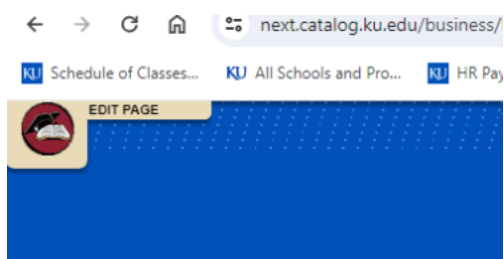 next.catalog.ku.edu/business/
KU Schedule of Classes... KU All Schools and Pro... KU HR Pay
EDIT PAGE